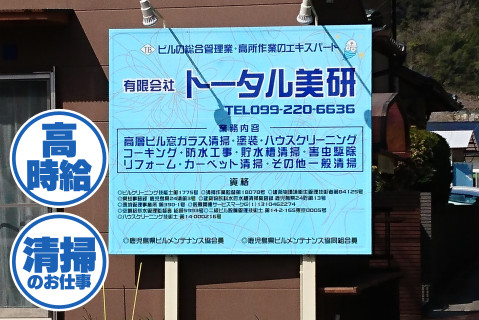 TB
ビルの総合管理業・高所作業のエキスパート
有限会社 トータル美研
TEL099-220-6636
業務内容
高層ビル窓ガラス清掃・塗装・ハウスクリーニング
コーキング・防水工事・貯水槽清掃・害虫駆除
リフォーム・カーペット清掃・その他一般清掃
資格
◎鹿児島県ビルメンテナンス協会員 ◎鹿児島県ビルメンテナンス協同組合員
高
時給
清掃
のお仕事